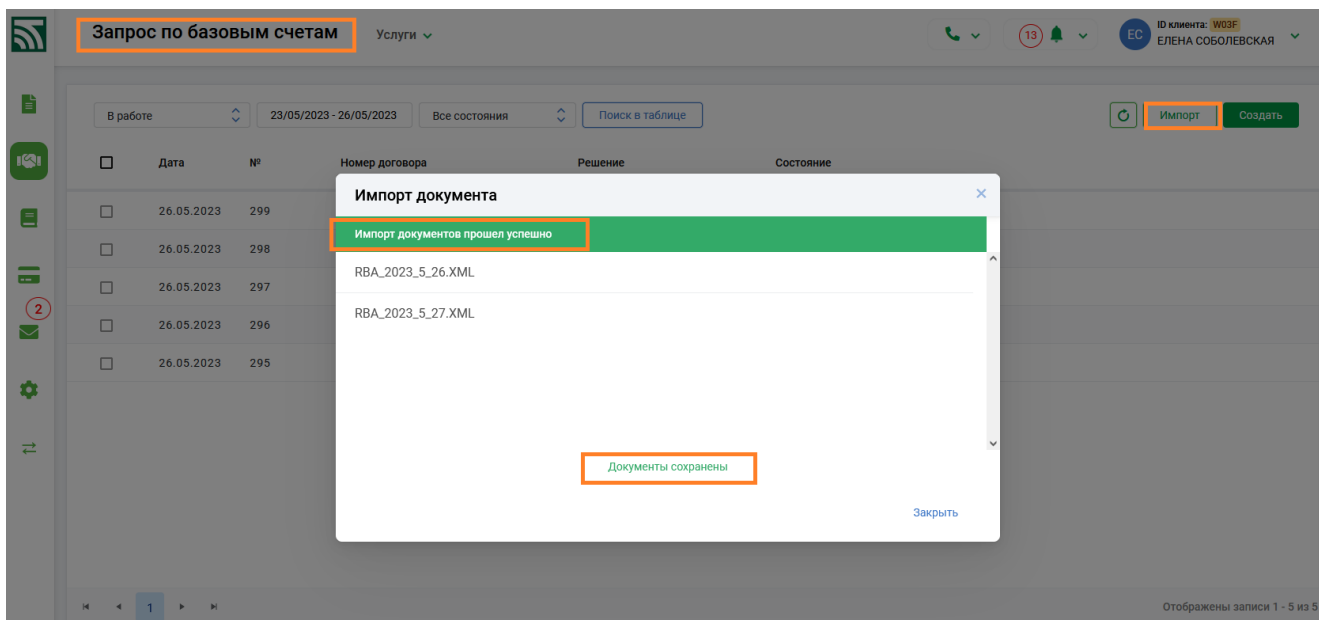 Запрос по базовым счетам
Услуги
13
ЕС
ID клиента: W03F
ЕЛЕНА СОБОЛЕВСКАЯ
В работе
23/05/2023 - 26/05/2023
Все состояния
Поиск в таблице
Импорт
Создать
Дата
№
Номер договора
Решение
Состояние
Импорт документа
×
26.05.2023 299
Импорт документов прошел успешно
26.05.2023 298
RBA_2023_5_26.XML
26.05.2023 297
2
RBA_2023_5_27.XML
26.05.2023 296
26.05.2023 295
Документы сохранены
Закрыть
1
Отображены записи 1 - 5 из 5